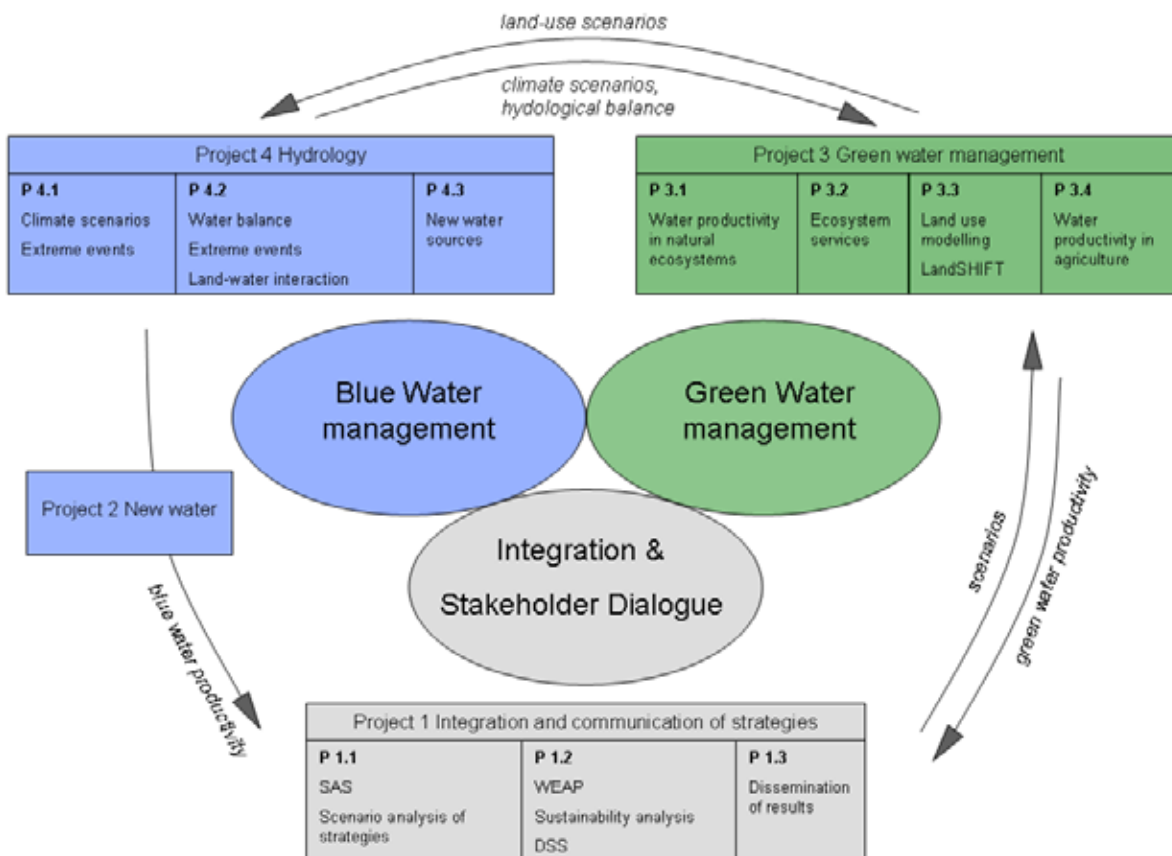 land-use scenarios
climate scenarios,
hydological balance
Project 4 Hydrology
P 4.1
Climate scenarios
Extreme events
P 4.2
Water balance
Extreme events
Land-water interaction
P 4.3
New water
sources
Project 3 Green water management
P 3.1
Water productivity
in natural
ecosystems
P 3.2
Ecosystem
services
P 3.3
Land use
modelling
LandSHIFT
P 3.4
Water
productivity in
agriculture
Blue Water
management
Green Water
management
Project 2 New water
Integration &
Stakeholder Dialogue
blue water productivity
scenarios
green water productivity
Project 1 Integration and communication of strategies
P 1.1
SAS
Scenario analysis of
strategies
P 1.2
WEAP
Sustainability analysis
DSS
P 1.3
Dissemination
of results